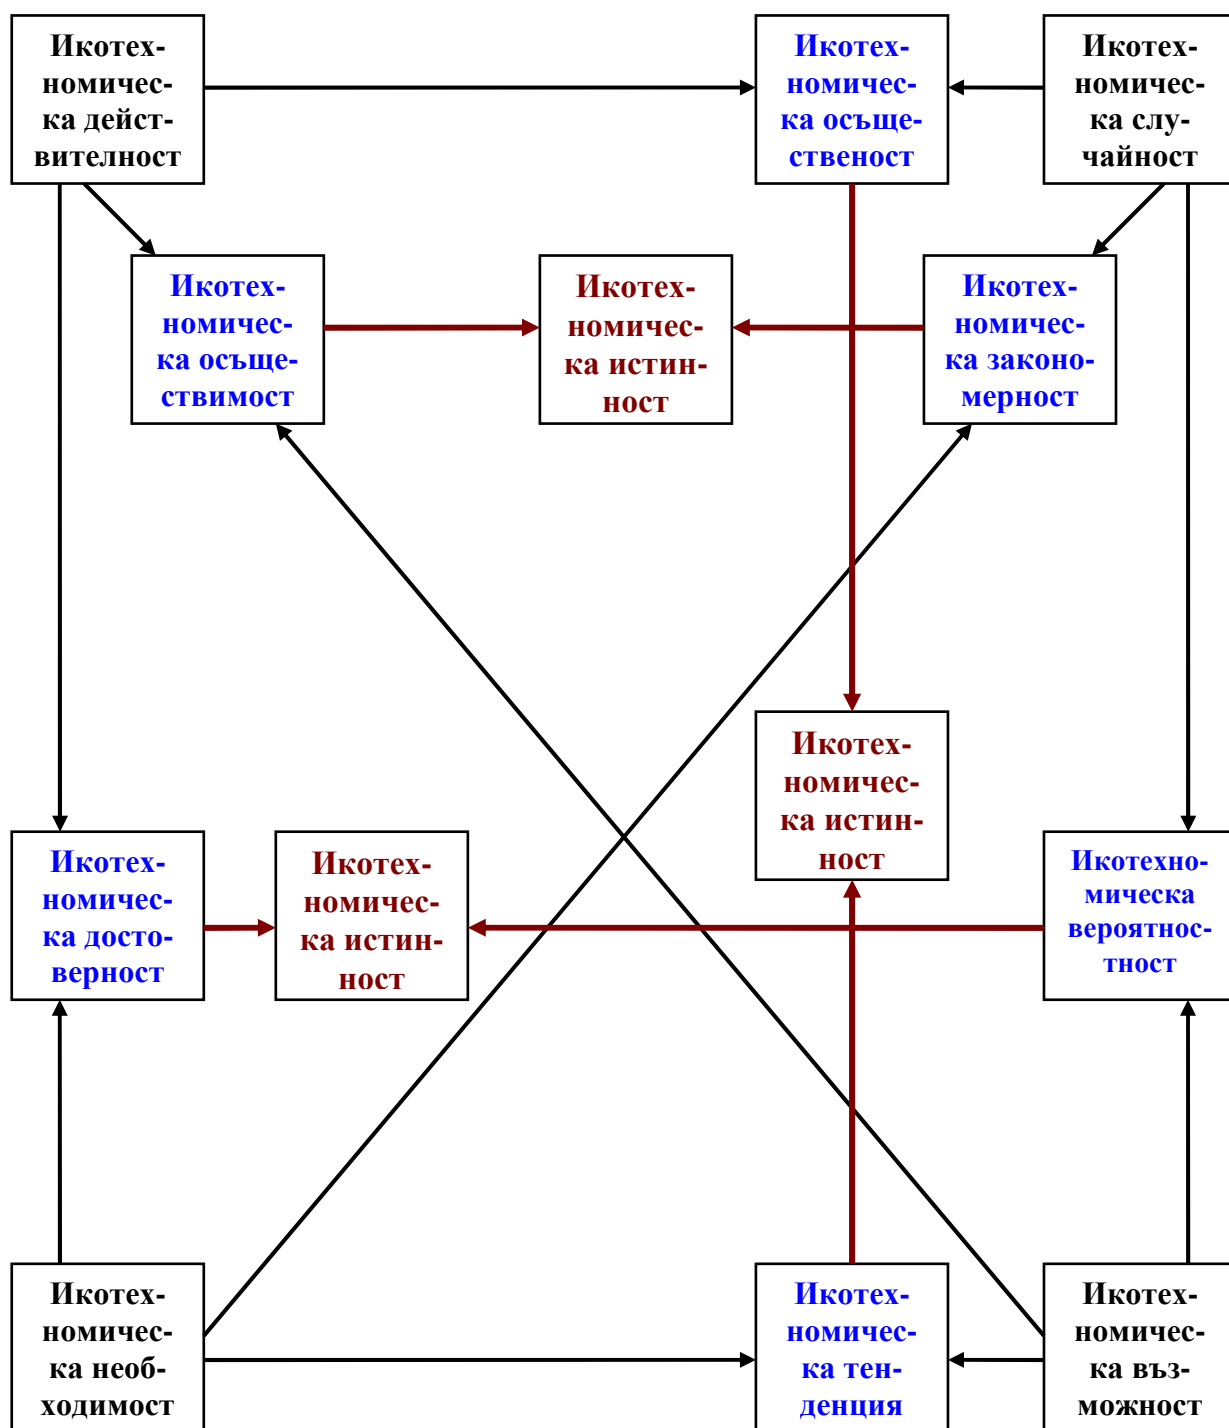 Икотех-
номичес-
ка дейст-
вителност
Икотех-
номичес-
ка осъще-
ственост
Икотех-
номичес-
ка слу-
чайност
Икотех-
номичес-
ка осъще-
ствимост
Икотех-
номичес-
ка истин-
ност
Икотех-
номичес-
ка законо-
мерност
Икотех-
номичес-
ка истин-
ност
Икотех-
номичес-
ка досто-
верност
Икотех-
номичес-
ка истин-
ност
Икотехно-
мическа
вероятнос-
тност
Икотех-
номичес-
ка необ-
ходимост
Икотех-
номичес-
ка тен-
денция
Икотех-
номичес-
ка въз-
можност